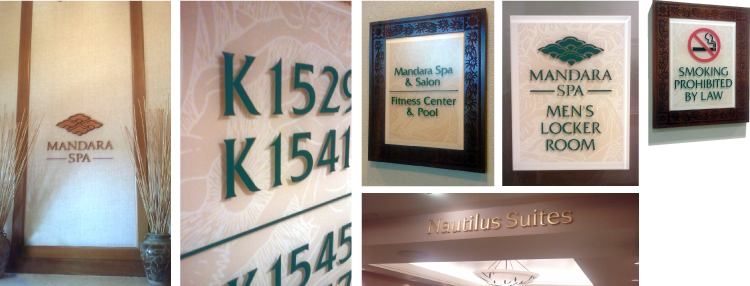 MANDARA
SPA
K 1529
K 1541
K 1545
Mandara Spa
& Salon
Fitness Center
& Pool
MANDARA
SPA
MEN'S
LOCKER
ROOM
SMOKING
PROHIBITED
BY LAW
Nautilus Suites